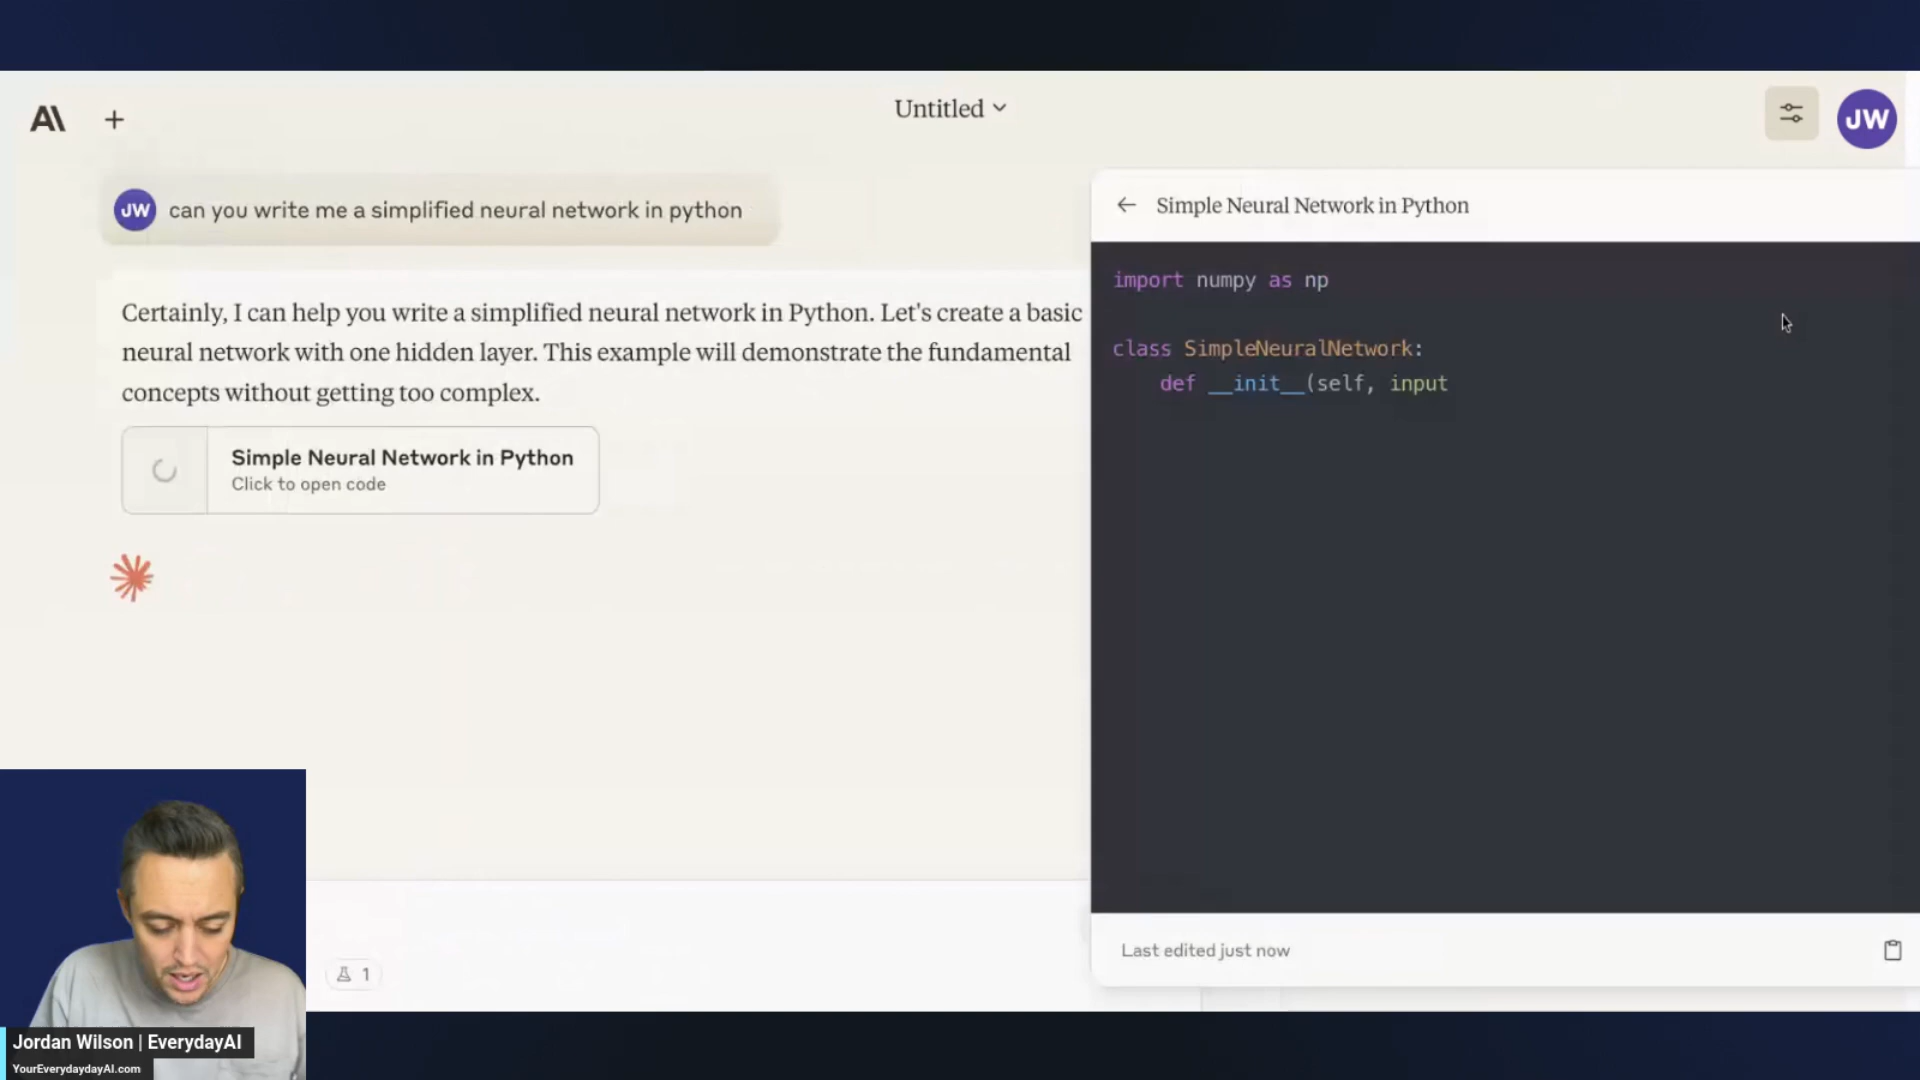 A\
+
Untitled
JW
JW can you write me a simplified neural network in python
Certainly, I can help you write a simplified neural network in Python. Let's create a basic
neural network with one hidden layer. This example will demonstrate the fundamental
concepts without getting too complex.
Simple Neural Network in Python
Click to open code
1
← Simple Neural Network in Python
import numpy as np
class SimpleNeuralNetwork:
def __init__(self, input
Last edited just now
Jordan Wilson | EverydayAI
YourEverydaydayAI.com